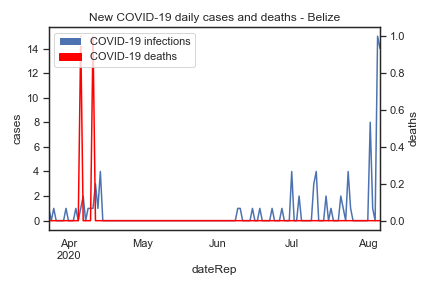 New COVID-19 daily cases and deaths - Belize
COVID-19 infections
COVID-19 deaths
14
12
10
8
6
4
2
0
cases
1.0
0.8
0.6
0.4
0.2
0.0
deaths
Apr
2020
May
Jun
Jul
Aug
dateRep